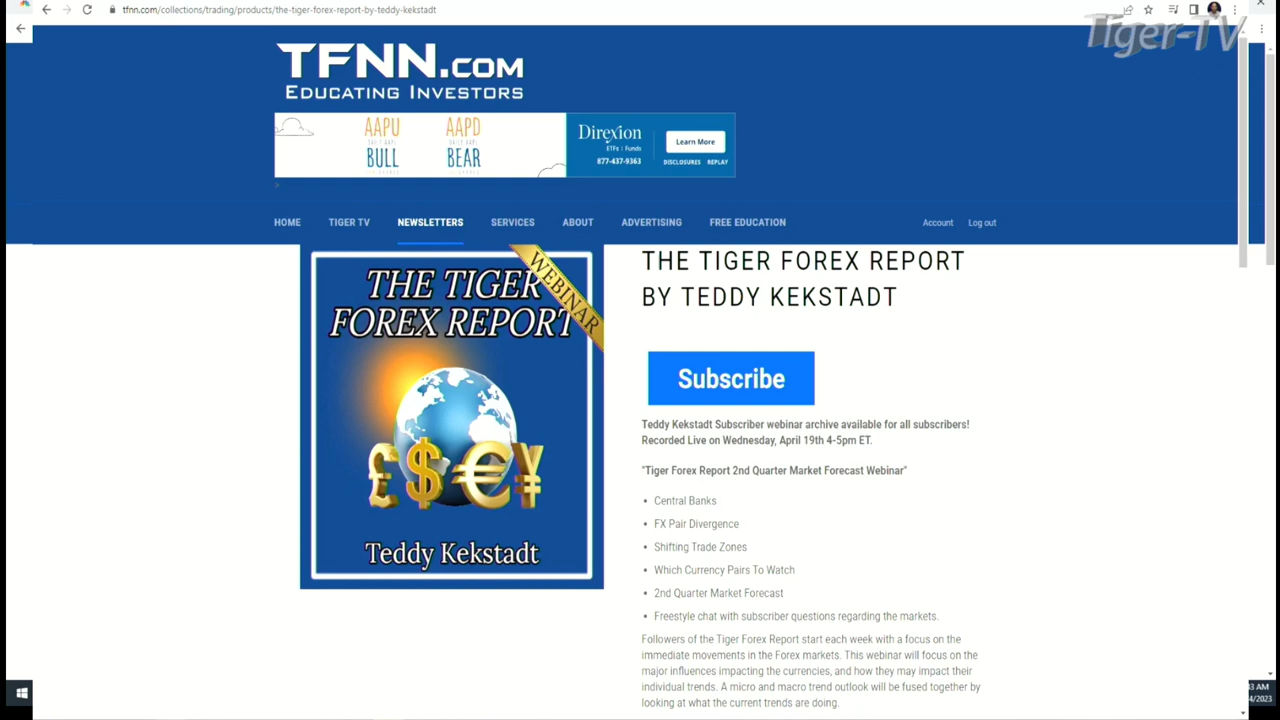 tfnn.com/collections/trading/products/the-tiger-forex-report-by-teddy-kekstadt
Tiger-TV
TFNN.COM
EDUCATING INVESTORS
AAPU
DAILY AAPL
BULL
AAPD
DAILY AAPL
BEAR
Direxion
ETFs | Funds
877-437-9363
Learn More
DISCLOSURES REPLAY
>
HOME TIGER TV NEWSLETTERS SERVICES ABOUT ADVERTISING FREE EDUCATION Account Log out
THE TIGER
FOREX REPORT
WEBINAR
£$€¥
Teddy Kekstadt
THE TIGER FOREX REPORT
BY TEDDY KEKSTADT
Subscribe
Teddy Kekstadt Subscriber webinar archive available for all subscribers!
Recorded Live on Wednesday, April 19th 4-5pm ET.
"Tiger Forex Report 2nd Quarter Market Forecast Webinar"
• Central Banks
• FX Pair Divergence
• Shifting Trade Zones
• Which Currency Pairs To Watch
• 2nd Quarter Market Forecast
• Freestyle chat with subscriber questions regarding the markets.
Followers of the Tiger Forex Report start each week with a focus on the
immediate movements in the Forex markets. This webinar will focus on the
major influences impacting the currencies, and how they may impact their
individual trends. A micro and macro trend outlook will be fused together by
looking at what the current trends are doing.
3 AM
4/2023